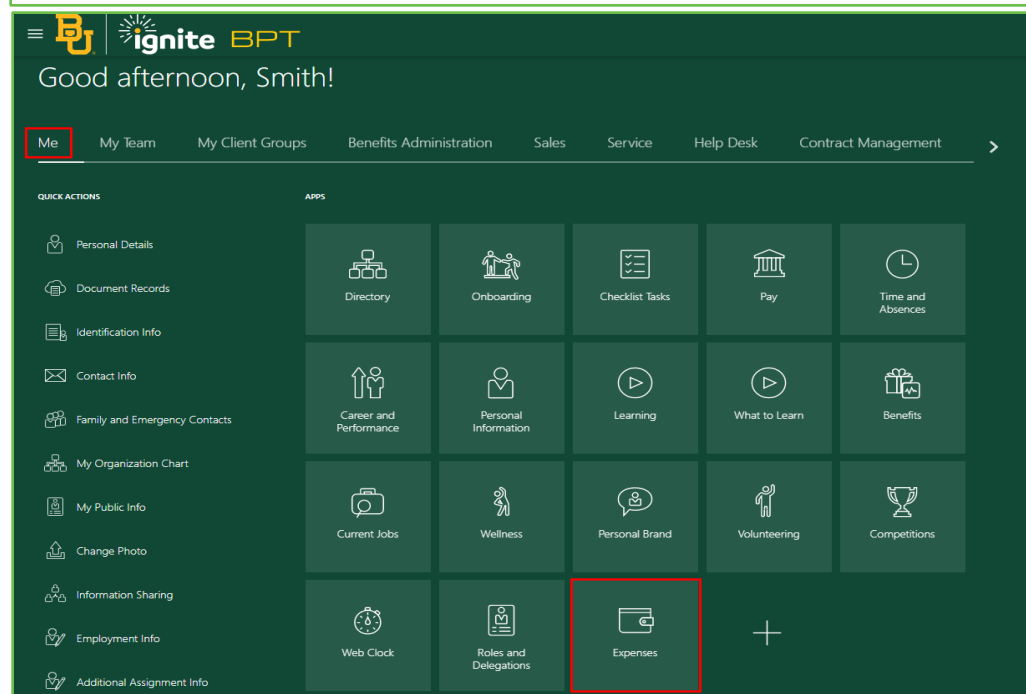 BU ignite BPT
Good afternoon, Smith!
Me My Team My Client Groups Benefits Administration Sales Service Help Desk Contract Management
QUICK ACTIONS
Personal Details
Document Records
Identification Info
Contact Info
Family and Emergency Contacts
My Organization Chart
My Public Info
Change Photo
Information Sharing
Employment Info
Additional Assignment Info
APPS
Directory
Onboarding
Checklist Tasks
Pay
Time and
Absences
Career and
Performance
Personal
Information
Learning
What to Learn
Benefits
Current Jobs
Wellness
Personal Brand
Volunteering
Competitions
Web Clock
Roles and
Delegations
Expenses